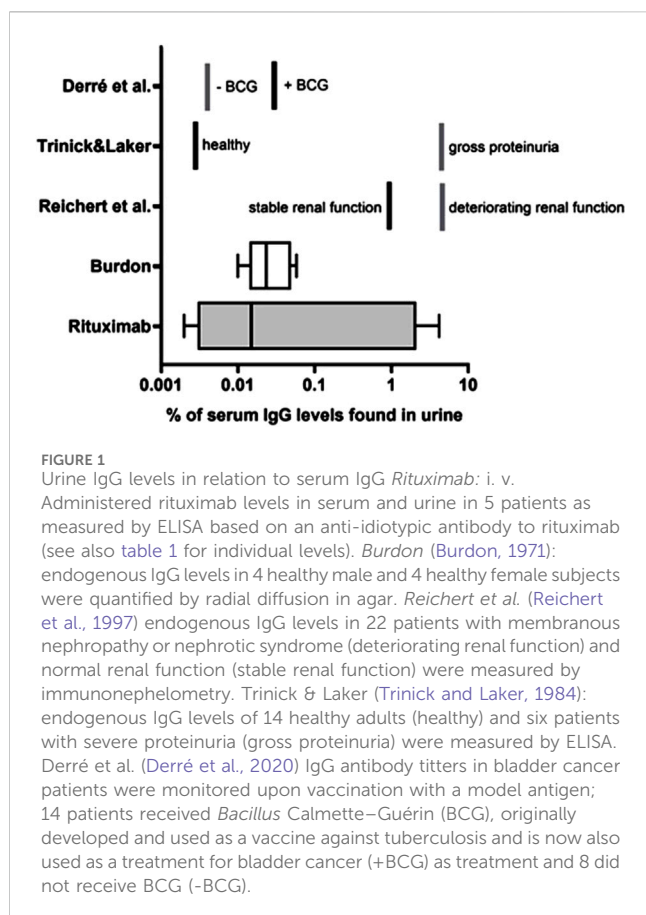 Derré et al.
- BCG
+ BCG
Trinick&Laker
healthy
gross proteinuria
Reichert et al.
stable renal function
deteriorating renal function
Burdon
Rituximab
0.001 0.01 0.1 1 10
% of serum IgG levels found in urine
FIGURE 1
Urine IgG levels in relation to serum IgG Rituximab: i. v.
Administered rituximab levels in serum and urine in 5 patients as
measured by ELISA based on an anti-idiotypic antibody to rituximab
(see also table 1 for individual levels). Burdon (Burdon, 1971):
endogenous IgG levels in 4 healthy male and 4 healthy female subjects
were quantified by radial diffusion in agar. Reichert et al. (Reichert
et al., 1997) endogenous IgG levels in 22 patients with membranous
nephropathy or nephrotic syndrome (deteriorating renal function) and
normal renal function (stable renal function) were measured by
immunonephelometry. Trinick & Laker (Trinick and Laker, 1984):
endogenous IgG levels of 14 healthy adults (healthy) and six patients
with severe proteinuria (gross proteinuria) were measured by ELISA.
Derré et al. (Derré et al., 2020) IgG antibody titters in bladder cancer
patients were monitored upon vaccination with a model antigen;
14 patients received Bacillus Calmette–Guérin (BCG), originally
developed and used as a vaccine against tuberculosis and is now also
used as a treatment for bladder cancer (+BCG) as treatment and 8 did
not receive BCG (-BCG).